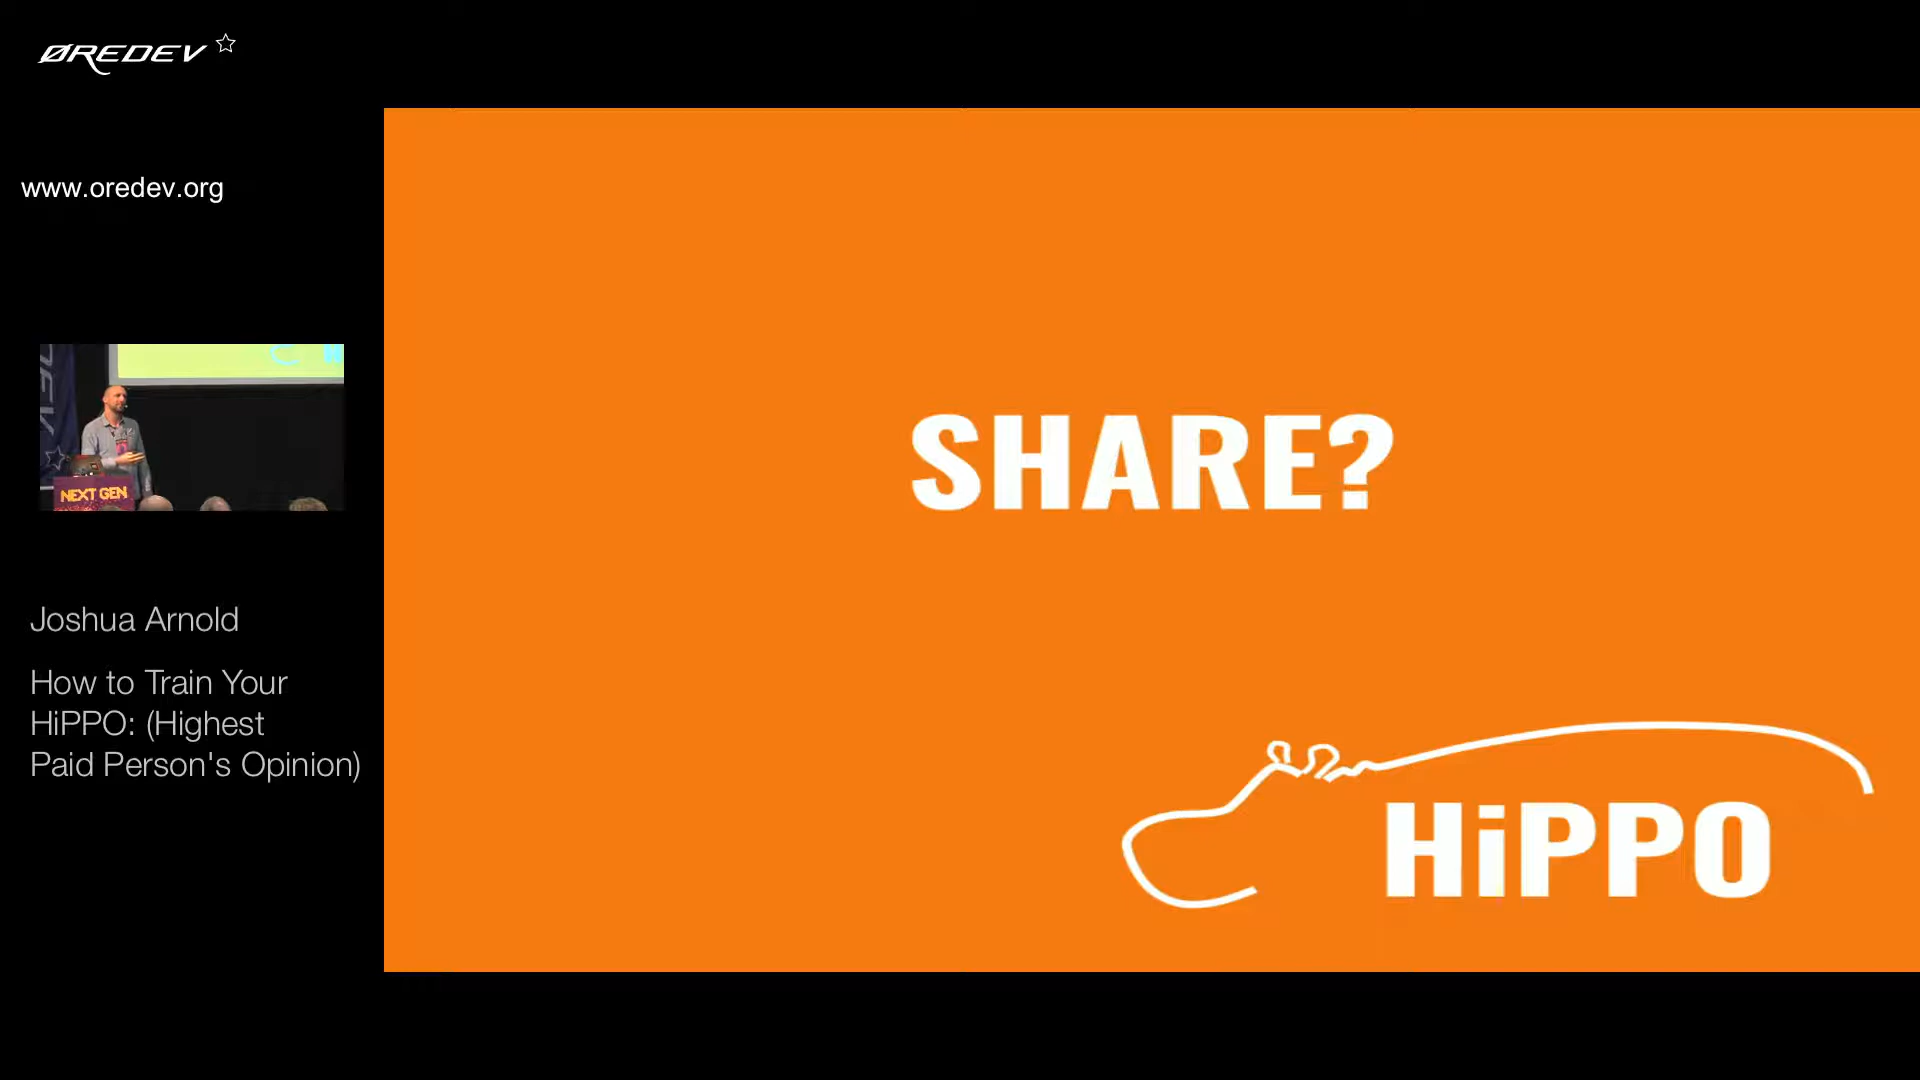 ØREDEV
www.oredev.org
NEXT GEN
Joshua Arnold
How to Train Your
HiPPO: (Highest
Paid Person's Opinion)
SHARE?
HiPPO